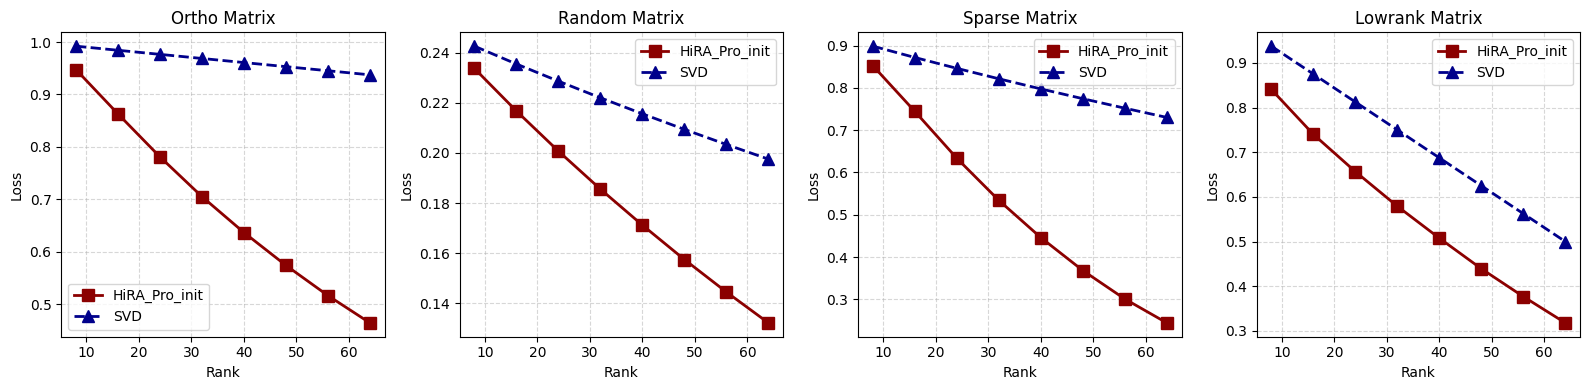 Ortho Matrix
1.0
0.9
0.8
0.7
0.6
0.5
Loss
HiRA_Pro_init
SVD
10 20 30 40 50 60
Rank
Random Matrix
0.24
0.22
0.20
0.18
0.16
0.14
Loss
HiRA_Pro_init
SVD
10 20 30 40 50 60
Rank
Sparse Matrix
0.9
0.8
0.7
0.6
0.5
0.4
0.3
Loss
HiRA_Pro_init
SVD
10 20 30 40 50 60
Rank
Lowrank Matrix
0.9
0.8
0.7
0.6
0.5
0.4
0.3
Loss
HiRA_Pro_init
SVD
10 20 30 40 50 60
Rank